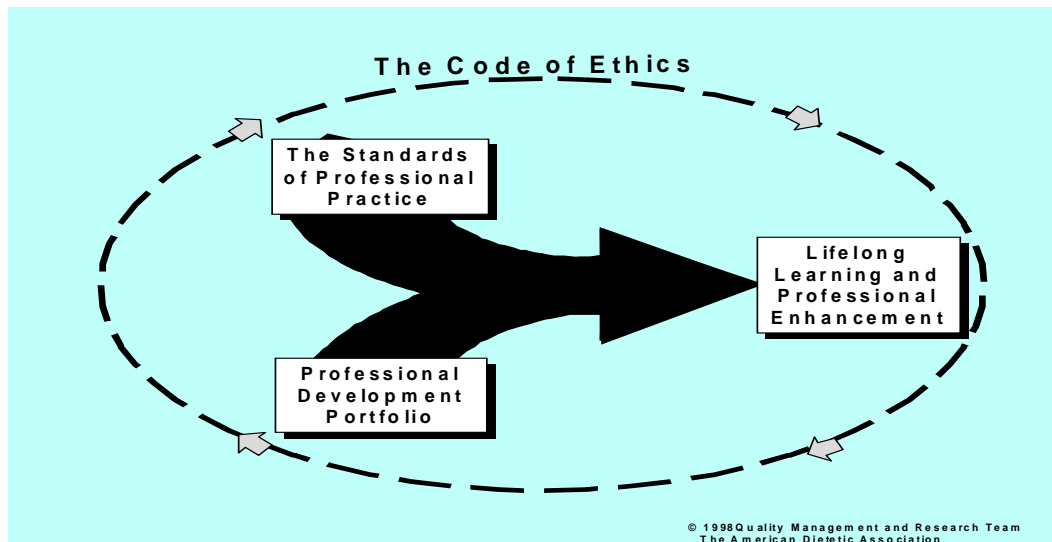 The Code of Ethics
The Standards
of Professional
Practice
Lifelong
Learning and
Professional
Enhancement
Professional
Development
Portfolio
© 1998Quality Management and Research Team
The American Dietetic Association